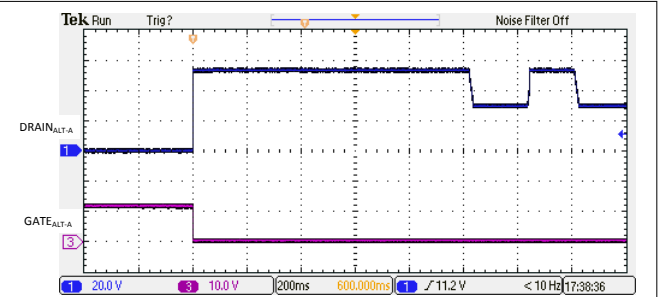 Tek Run Trig? Noise Filter Off
T
DRAINALT-A
1
GATEALT-A
3
1 20.0 V 3 10.0 V 200ms 600.000ms 1 11.2 V < 10 Hz 17:38:36